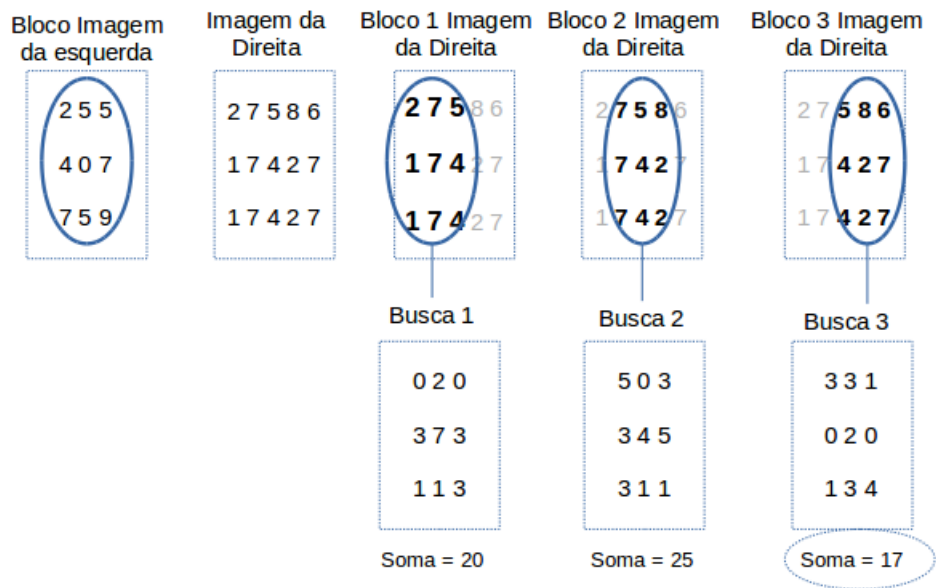 Bloco Imagem
da esquerda
2 5 5
4 0 7
7 5 9
Imagem da
Direita
2 7 5 8 6
1 7 4 2 7
1 7 4 2 7
Bloco 1 Imagem
da Direita
2 7 5 8 6
1 7 4 2 7
1 7 4 2 7
Busca 1
0 2 0
3 7 3
1 1 3
Soma = 20
Bloco 2 Imagem
da Direita
2 7 5 8 6
1 7 4 2 7
1 7 4 2 7
Busca 2
5 0 3
3 4 5
3 1 1
Soma = 25
Bloco 3 Imagem
da Direita
2 7 5 8 6
1 7 4 2 7
1 7 4 2 7
Busca 3
3 3 1
0 2 0
1 3 4
Soma = 17